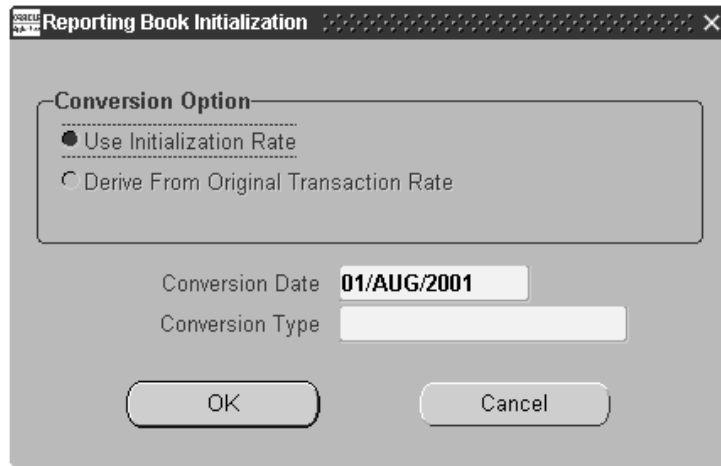 ORACLE
Reporting Book Initialization
Conversion Option
Use Initialization Rate
Derive From Original Transaction Rate
Conversion Date 01/AUG/2001
Conversion Type
OK Cancel